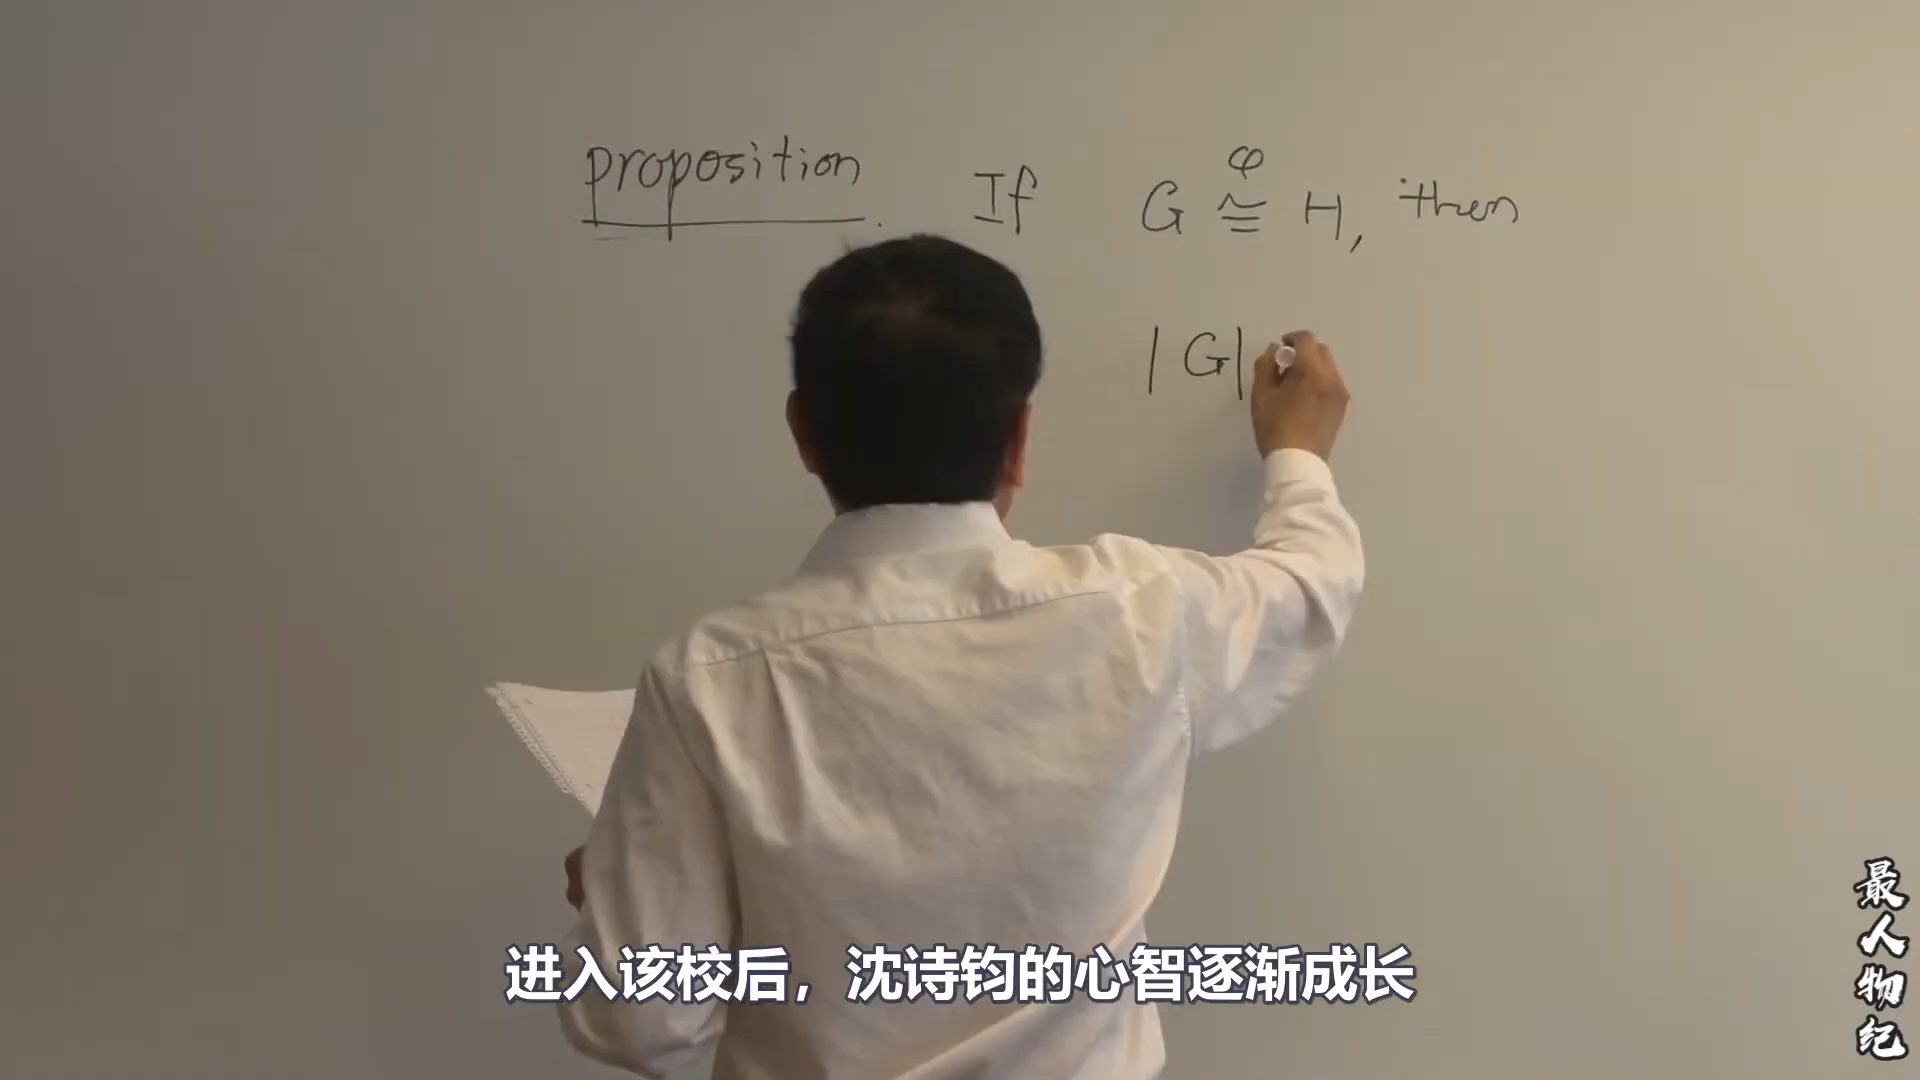 proposition. If G ≅ H, then
φ
|G|
进入该校后，沈诗钧的心智逐渐成长
最人物纪